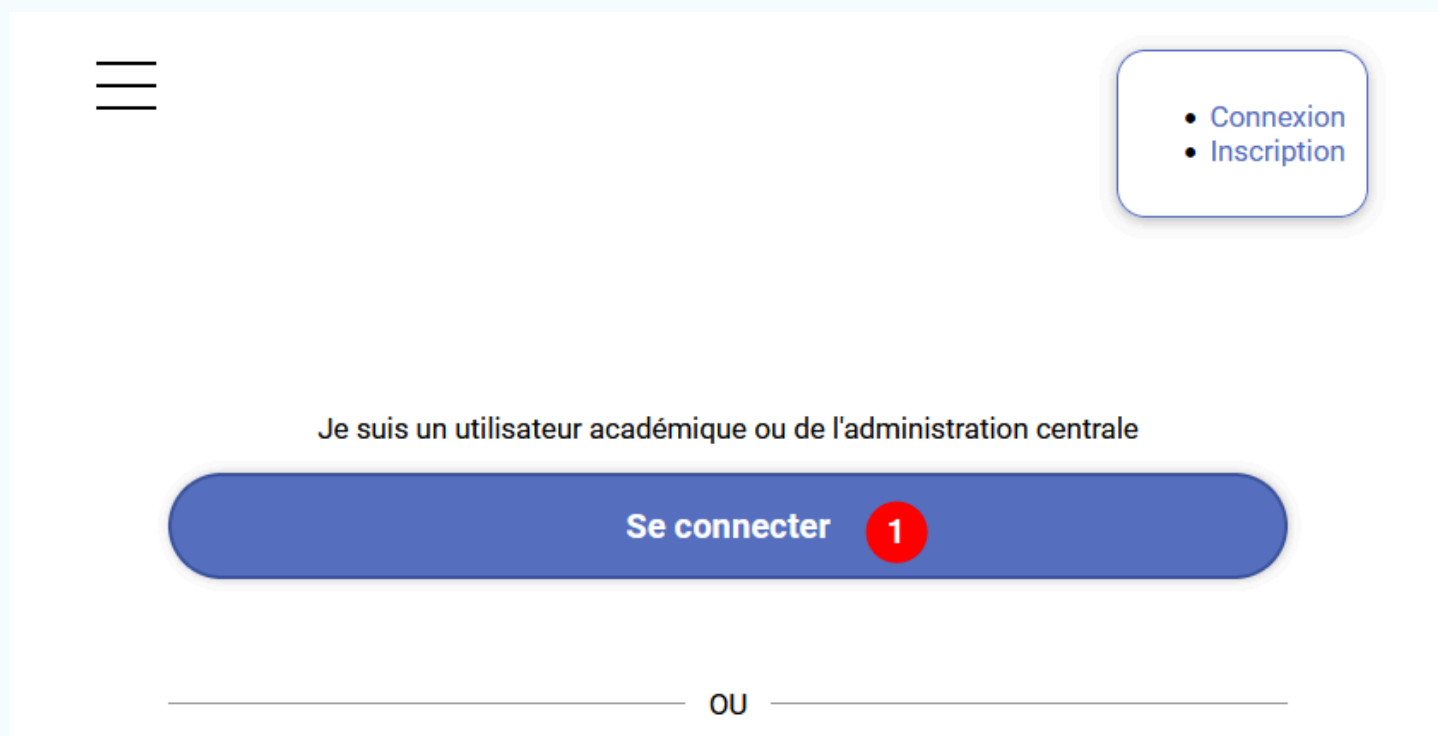 Connexion
Inscription
Je suis un utilisateur académique ou de l'administration centrale
Se connecter 1
OU